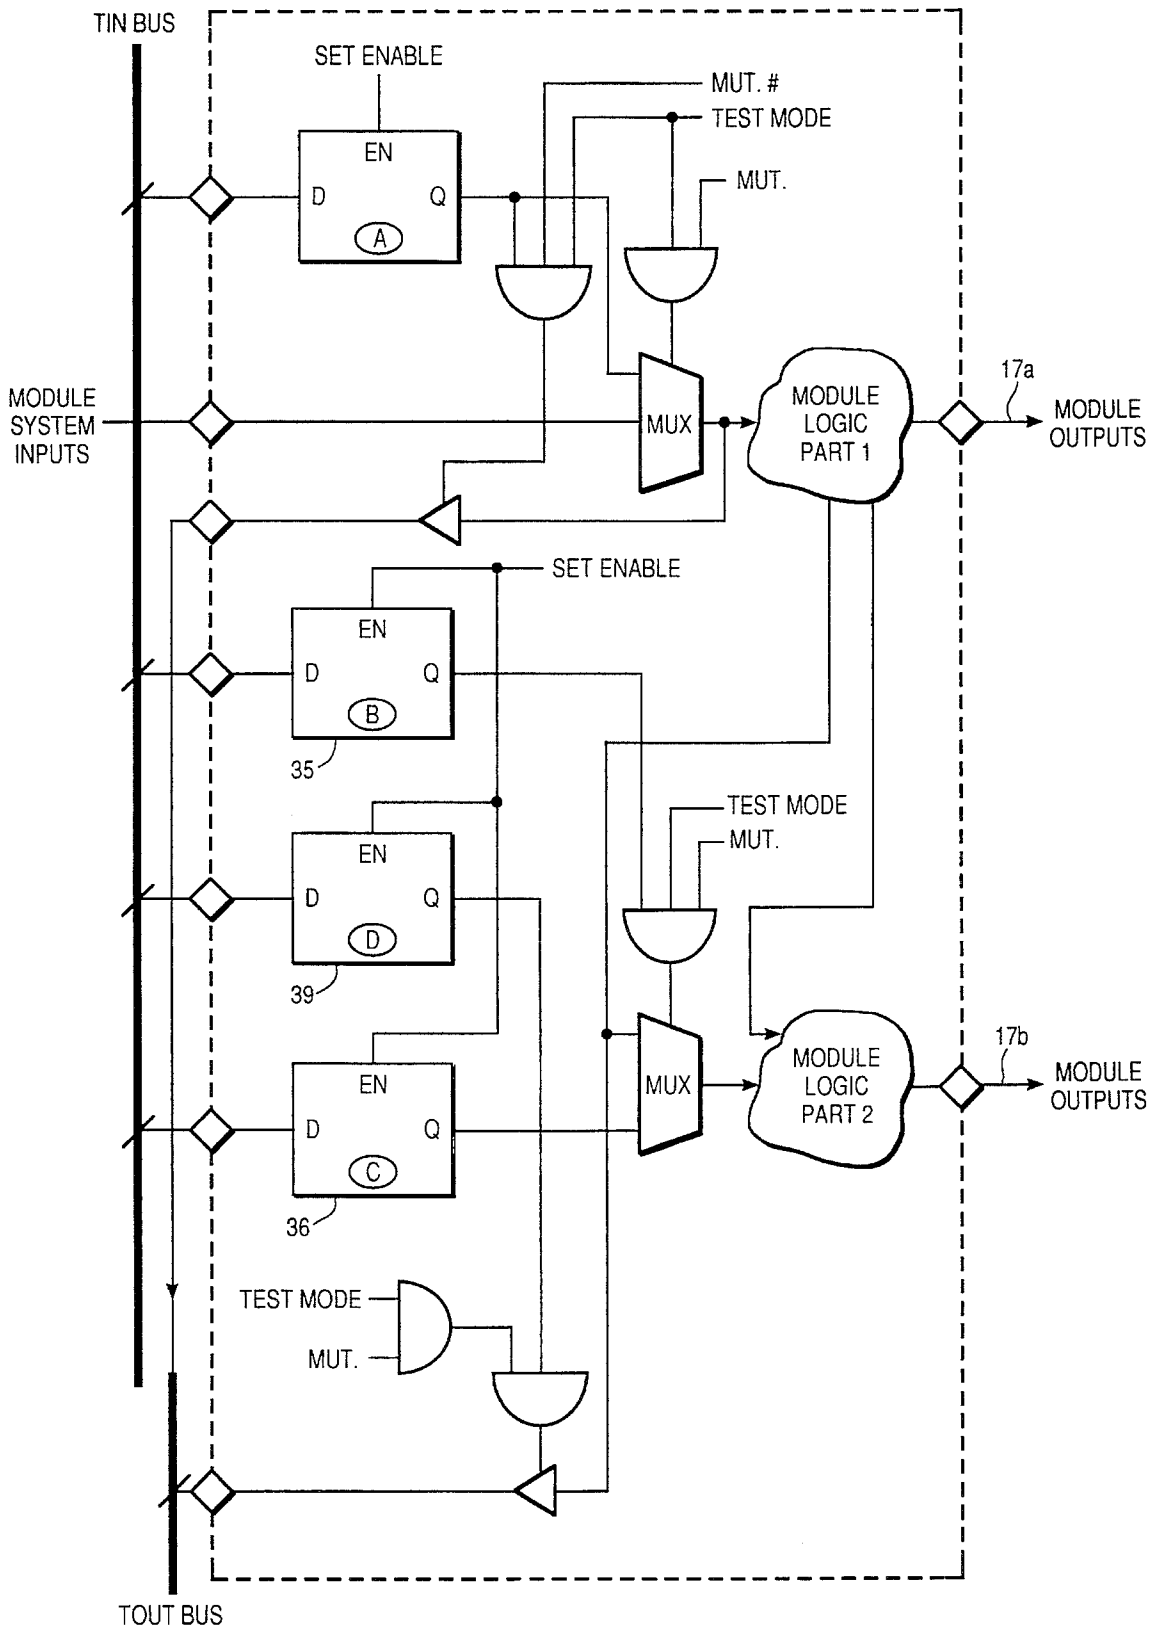 TIN BUS
SET ENABLE
MUT. #
TEST MODE
EN
MUT.
D
Q
A
MODULE
SYSTEM
INPUTS
MUX
MODULE
LOGIC
PART 1
17a
MODULE
OUTPUTS
SET ENABLE
EN
D
Q
B
35
TEST MODE
MUT.
EN
D
Q
D
39
EN
D
Q
C
36
MUX
MODULE
LOGIC
PART 2
17b
MODULE
OUTPUTS
TEST MODE
MUT.
TOUT BUS